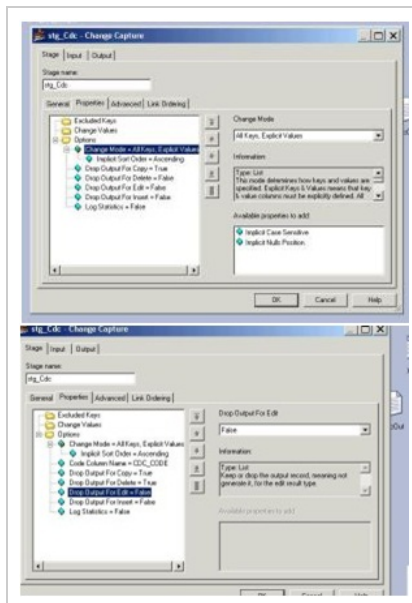 stg_Cdc - Change Capture
Stage Input Output
Stage name:
stg_Cdc
General Properties Advanced Link Ordering
Excluded Keys
Change Values
Options
Change Mode = All Keys, Explicit Values
Implicit Sort Order = Ascending
Drop Output For Copy = True
Drop Output For Delete = False
Drop Output For Edit = False
Drop Output For Insert = False
Log Statistics = False
Change Mode
All Keys, Explicit Values
Information:
Type: List
This mode determines how keys and values are
specified. Explicit Keys & Values means that key
& value columns must be explicitly defined. All
Available properties to add:
Implicit Case Sensitive
Implicit Nulls Position
OK Cancel Help
stg_Cdc - Change Capture
Stage Input Output
Stage name:
stg_Cdc
General Properties Advanced Link Ordering
Excluded Keys
Change Values
Options
Change Mode = All Keys, Explicit Values
Implicit Sort Order = Ascending
Code Column Name = CDC_CODE
Drop Output For Copy = True
Drop Output For Delete = True
Drop Output For Edit = False
Drop Output For Insert = False
Log Statistics = False
Drop Output For Edit
False
Information:
Type: List
Keep or drop the output record, meaning not
generate it, for the edit result type.
Available properties to add:
OK Cancel Help